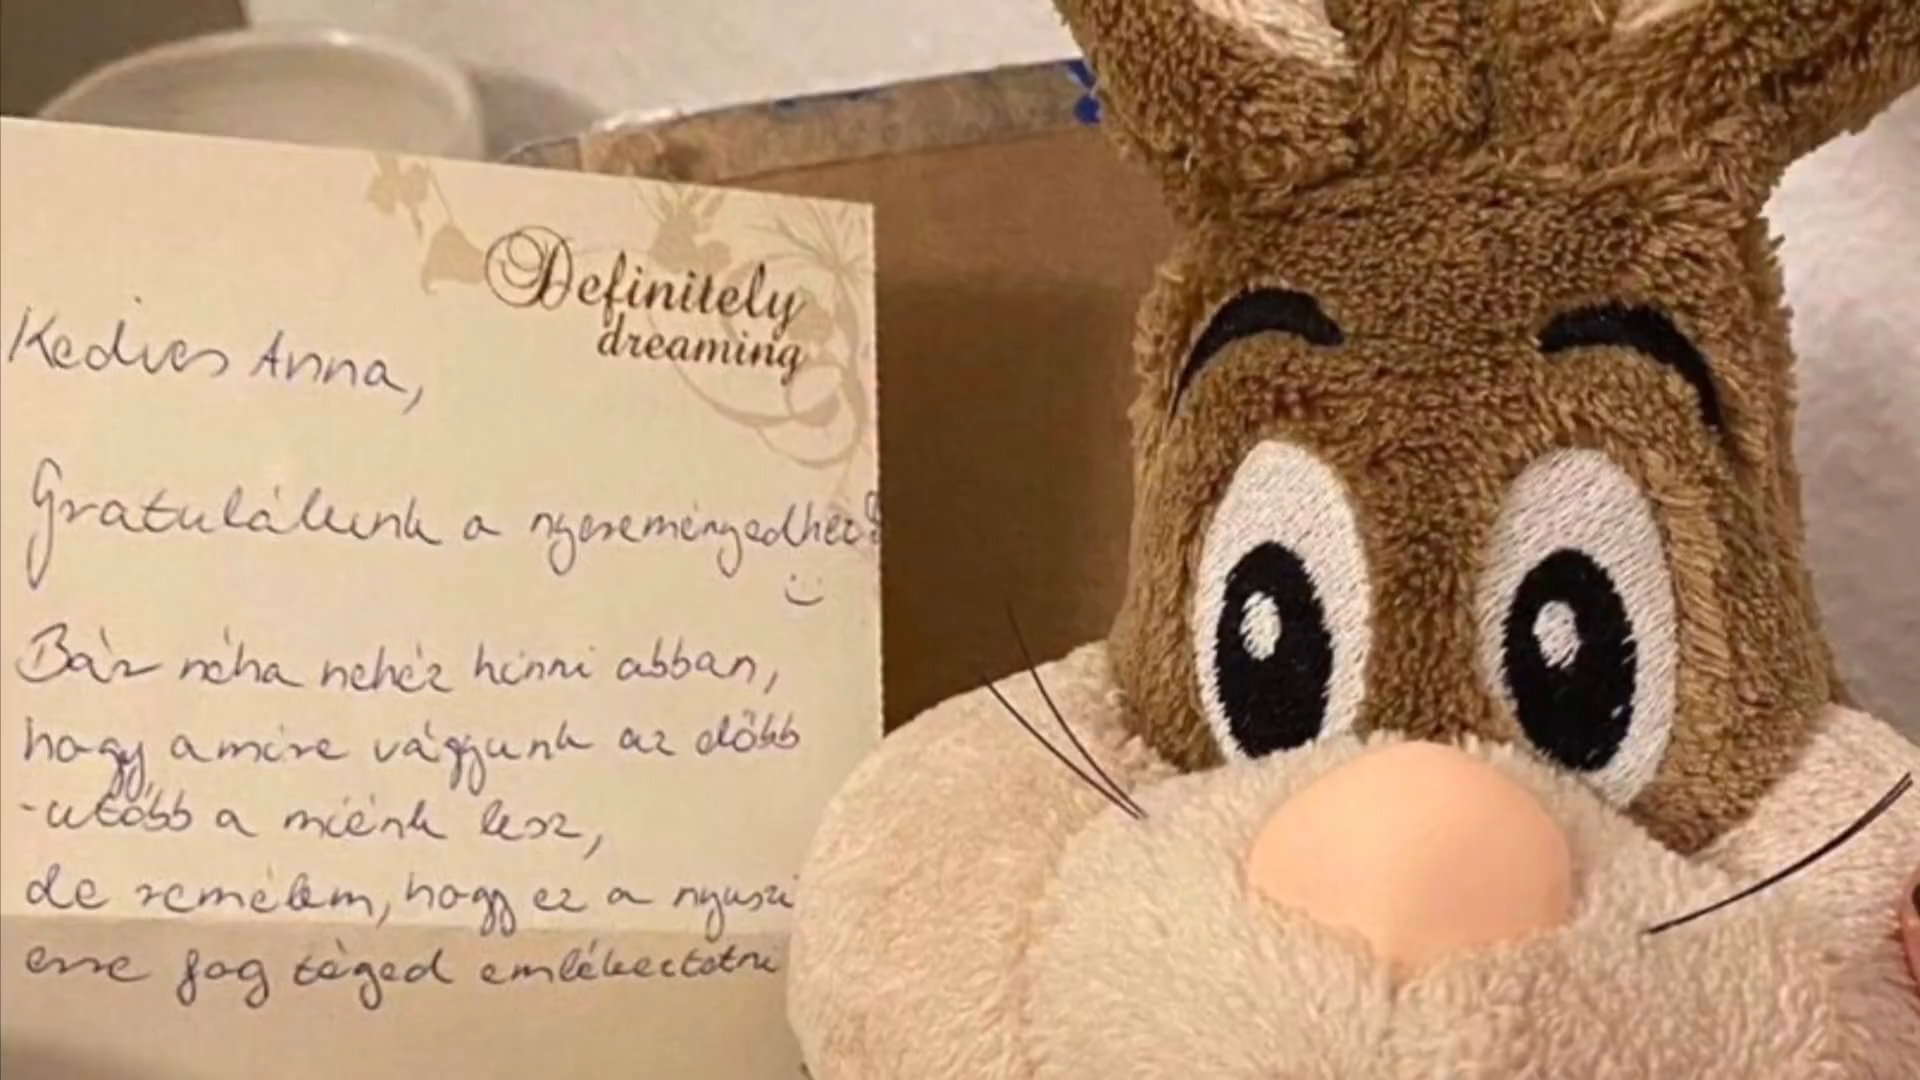 Definitely
dreaming
Kedves Anna,
Gratulálunk a nyereményedhez!
:)
Bár néha nehéz hinni abban,
hogy amire vágyunk az előbb
-utóbb a miénk lesz,
de remélem, hogy ez a nyuszi
erre fog téged emlékeztetni